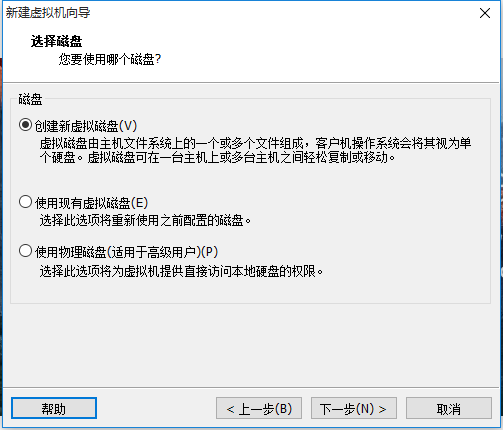 新建虚拟机向导
选择磁盘
您要使用哪个磁盘?
磁盘
创建新虚拟磁盘(V)
虚拟磁盘由主机文件系统上的一个或多个文件组成，客户机操作系统会将其视为单
个硬盘。虚拟磁盘可在一台主机上或多台主机之间轻松复制或移动。
使用现有虚拟磁盘(E)
选择此选项将重新使用之前配置的磁盘。
使用物理磁盘(适用于高级用户)(P)
选择此选项将为虚拟机提供直接访问本地硬盘的权限。
帮助
< 上一步(B)
下一步(N) >
取消